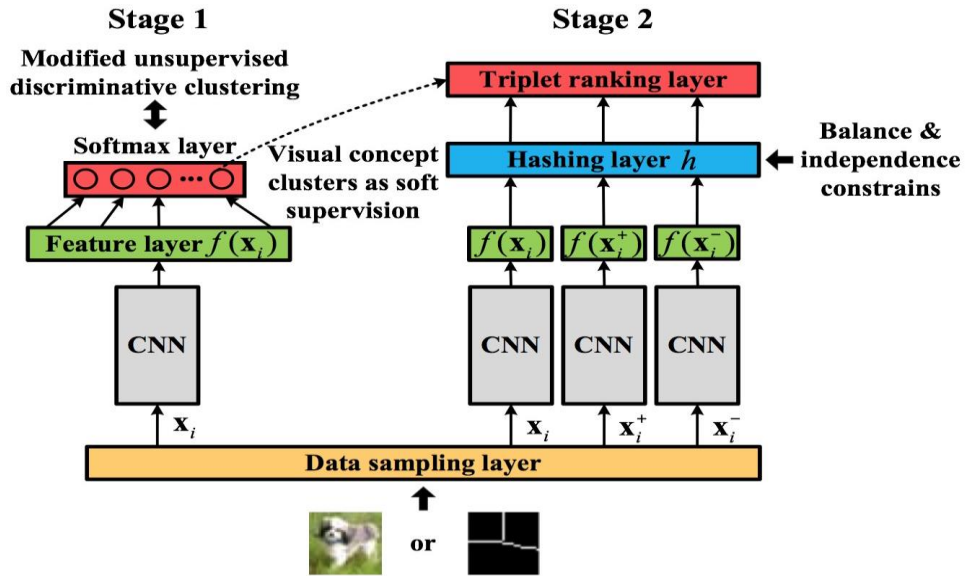 Stage 1
Stage 2
Modified unsupervised
discriminative clustering
Softmax layer
Feature layer f(x_i)
CNN
x_i
Visual concept
clusters as soft
supervision
Triplet ranking layer
Hashing layer h
Balance &
independence
constrains
f(x_i) f(x_i^+) f(x_i^-)
CNN CNN CNN
x_i x_i^+ x_i^-
Data sampling layer
or